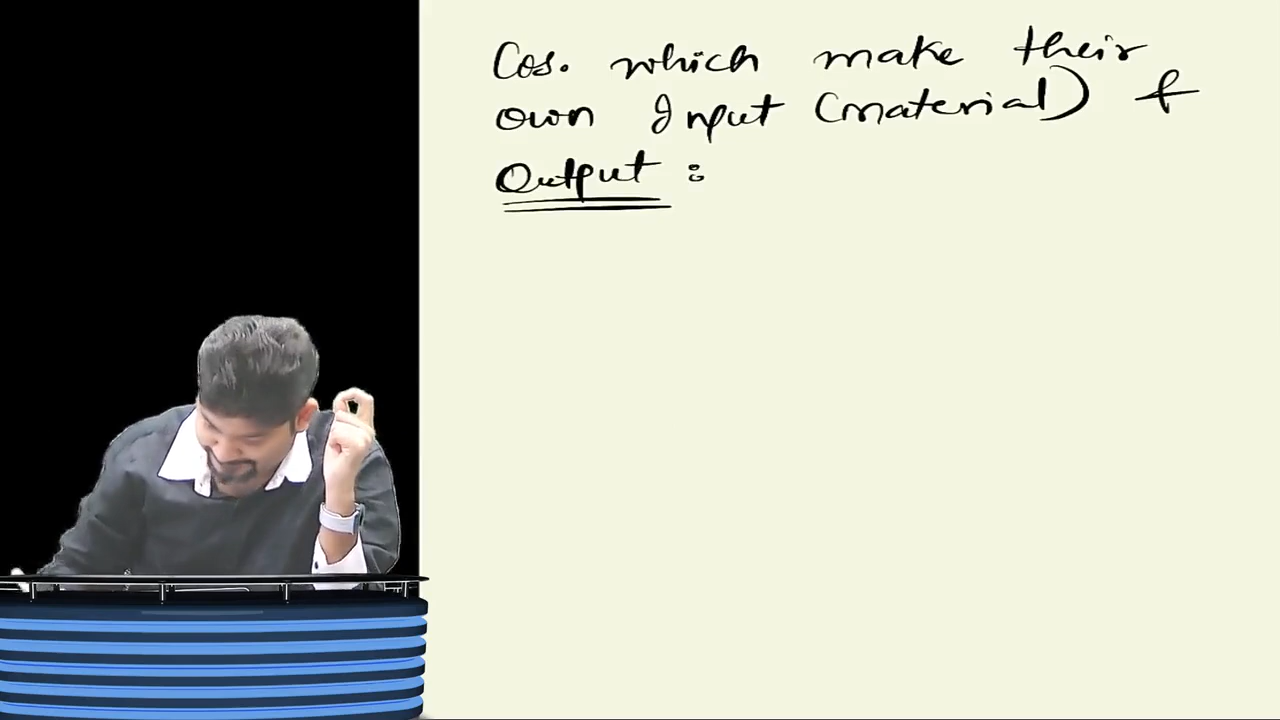 Cos. which make their
own Input (material) &
Output :